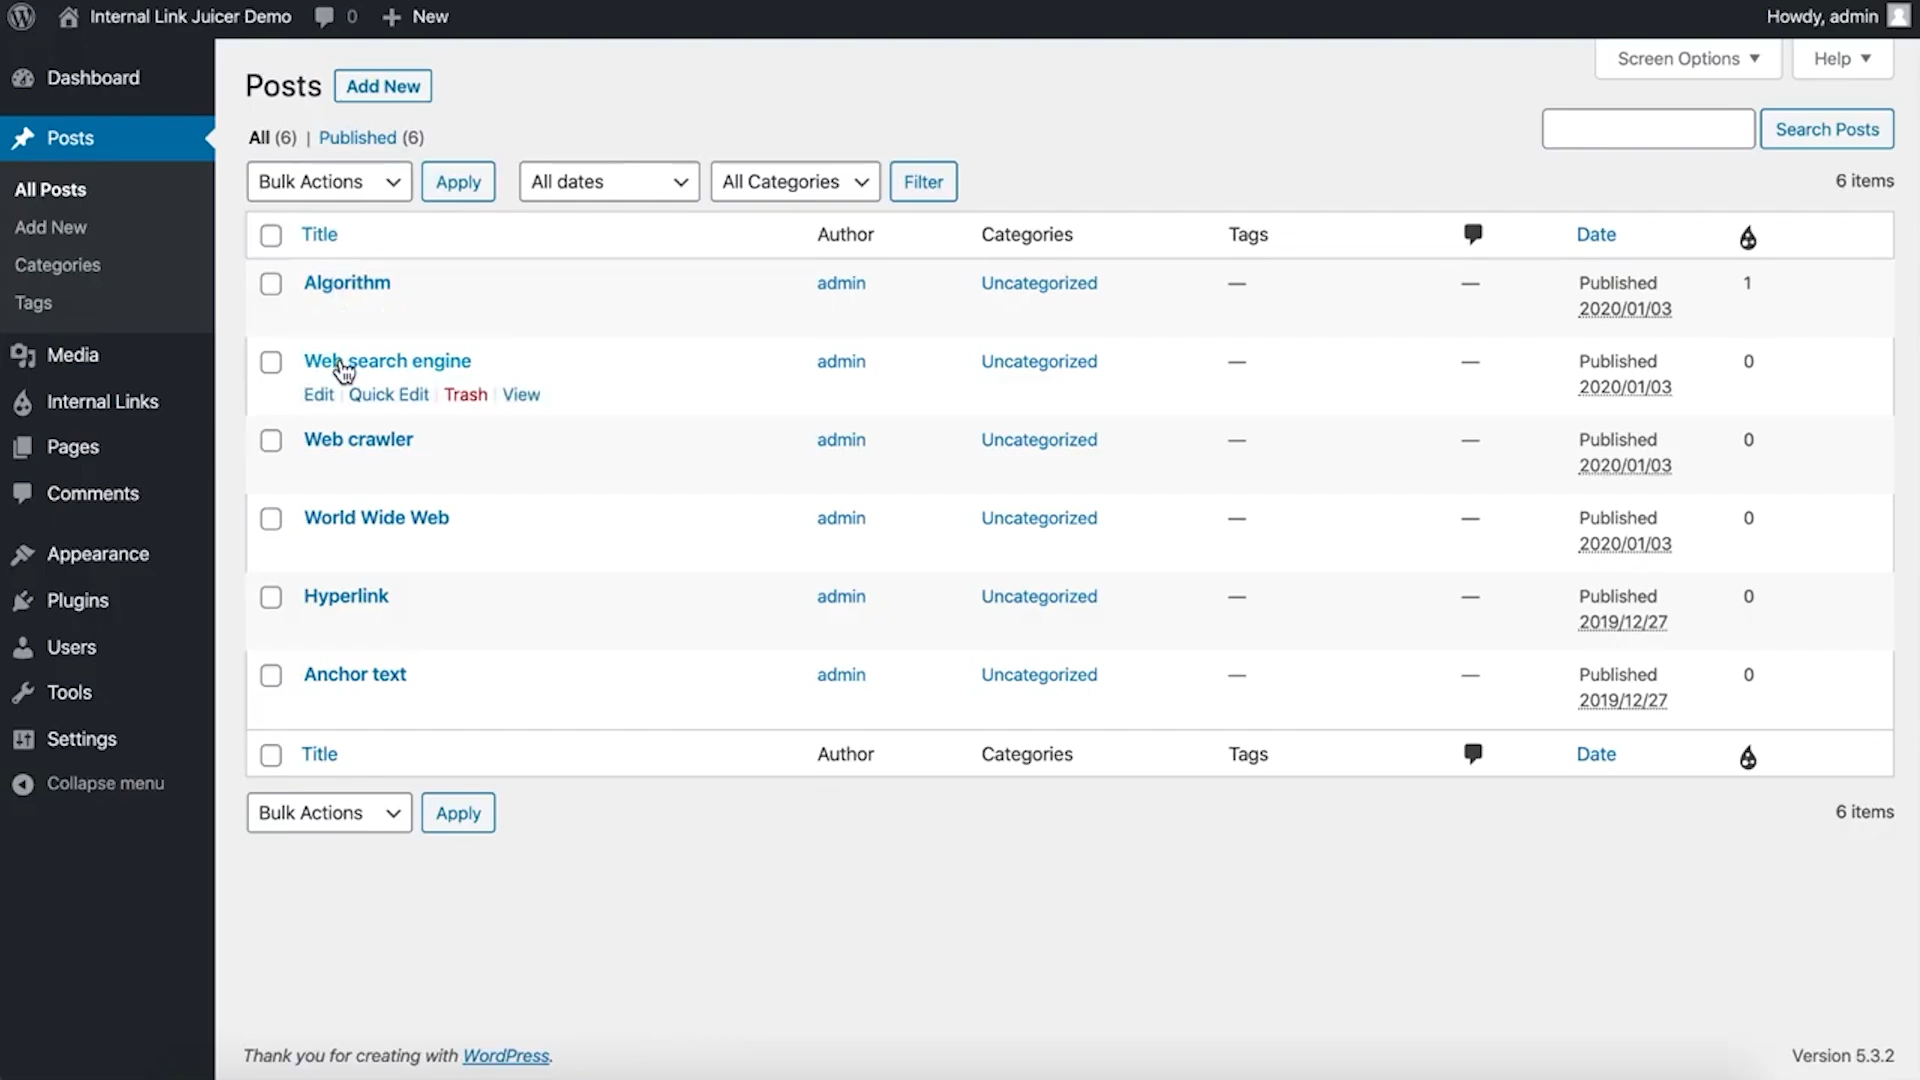 Internal Link Juicer Demo 0 New Howdy, admin
Dashboard
Posts
All Posts
Add New
Categories
Tags
Media
Internal Links
Pages
Comments
Appearance
Plugins
Users
Tools
Settings
Collapse menu
Screen Options Help
Posts Add New
All (6) | Published (6)
Search Posts
Bulk Actions Apply All dates All Categories Filter 6 items
Title Author Categories Tags Date
Algorithm admin Uncategorized — — Published 1
2020/01/03
Web search engine admin Uncategorized — — Published 0
2020/01/03
Edit | Quick Edit | Trash | View
Web crawler admin Uncategorized — — Published 0
2020/01/03
World Wide Web admin Uncategorized — — Published 0
2020/01/03
Hyperlink admin Uncategorized — — Published 0
2019/12/27
Anchor text admin Uncategorized — — Published 0
2019/12/27
Title Author Categories Tags Date
Bulk Actions Apply 6 items
Thank you for creating with WordPress. Version 5.3.2